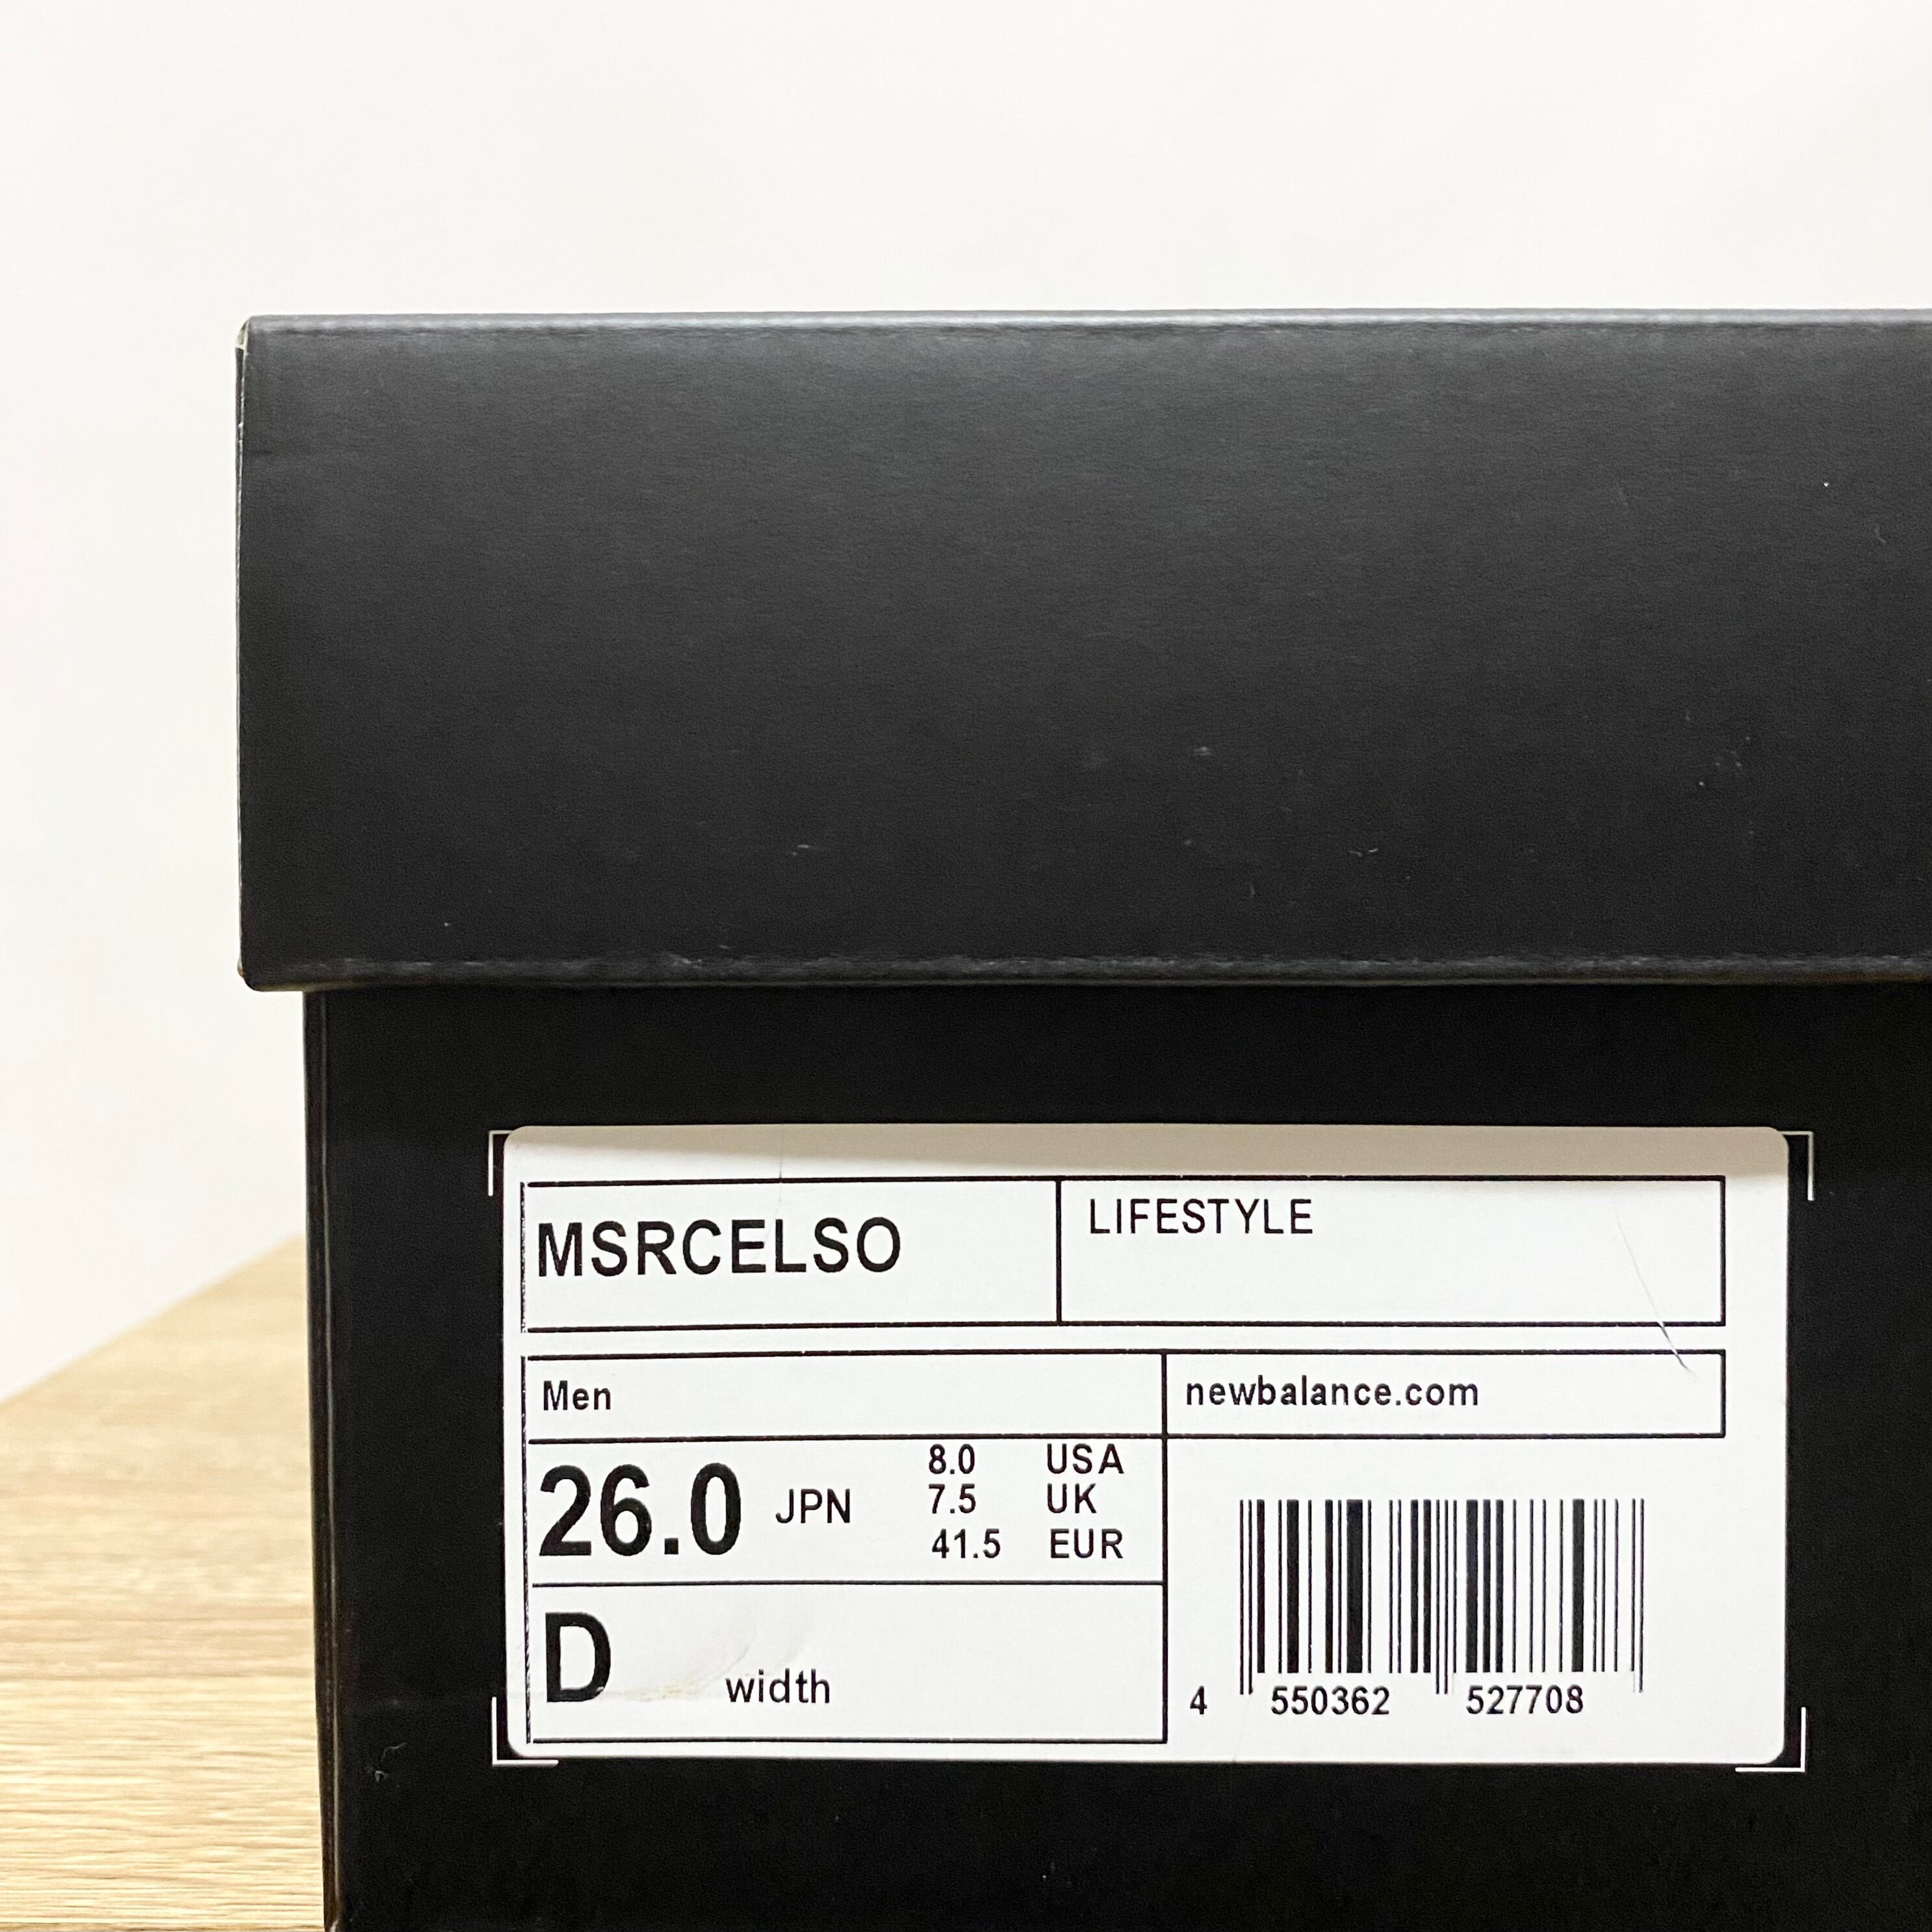 MSRCELSO
LIFESTYLE
Men
newbalance.com
26.0 JPN
8.0 USA
7.5 UK
41.5 EUR
D width
4 550362 527708